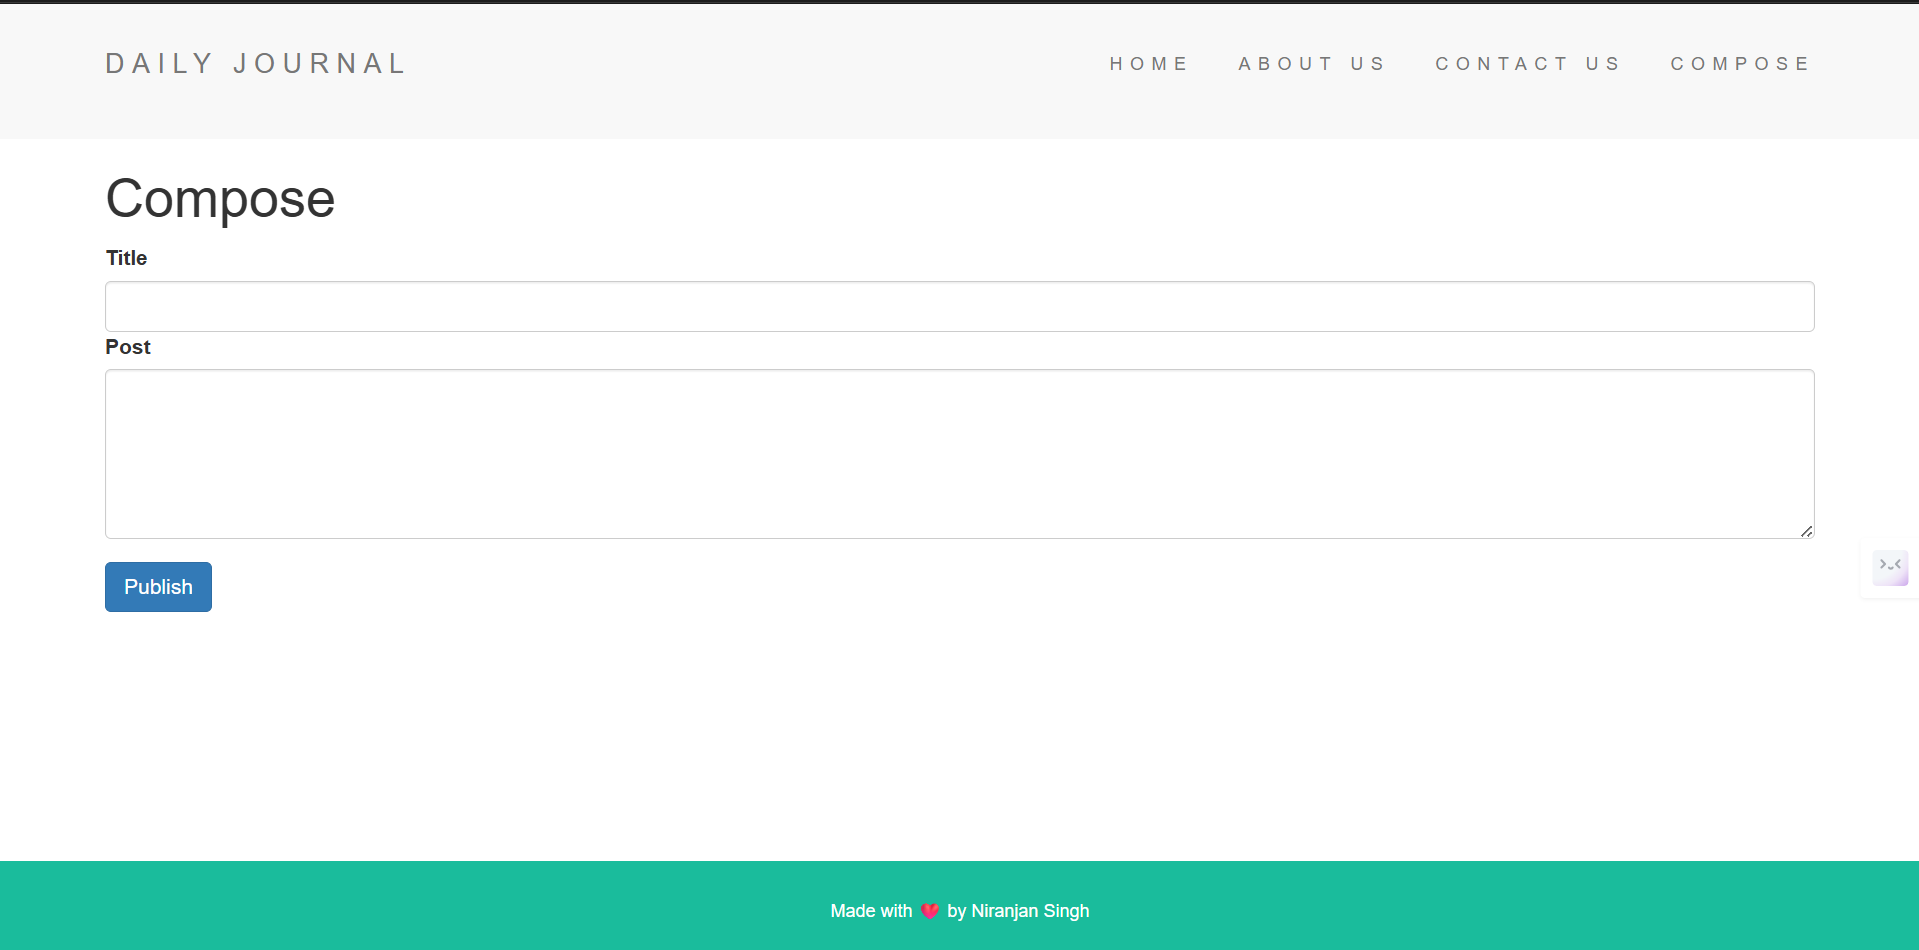 DAILY JOURNAL
HOME ABOUT US CONTACT US COMPOSE
Compose
Title
Post
Publish
Made with ❤️ by Niranjan Singh